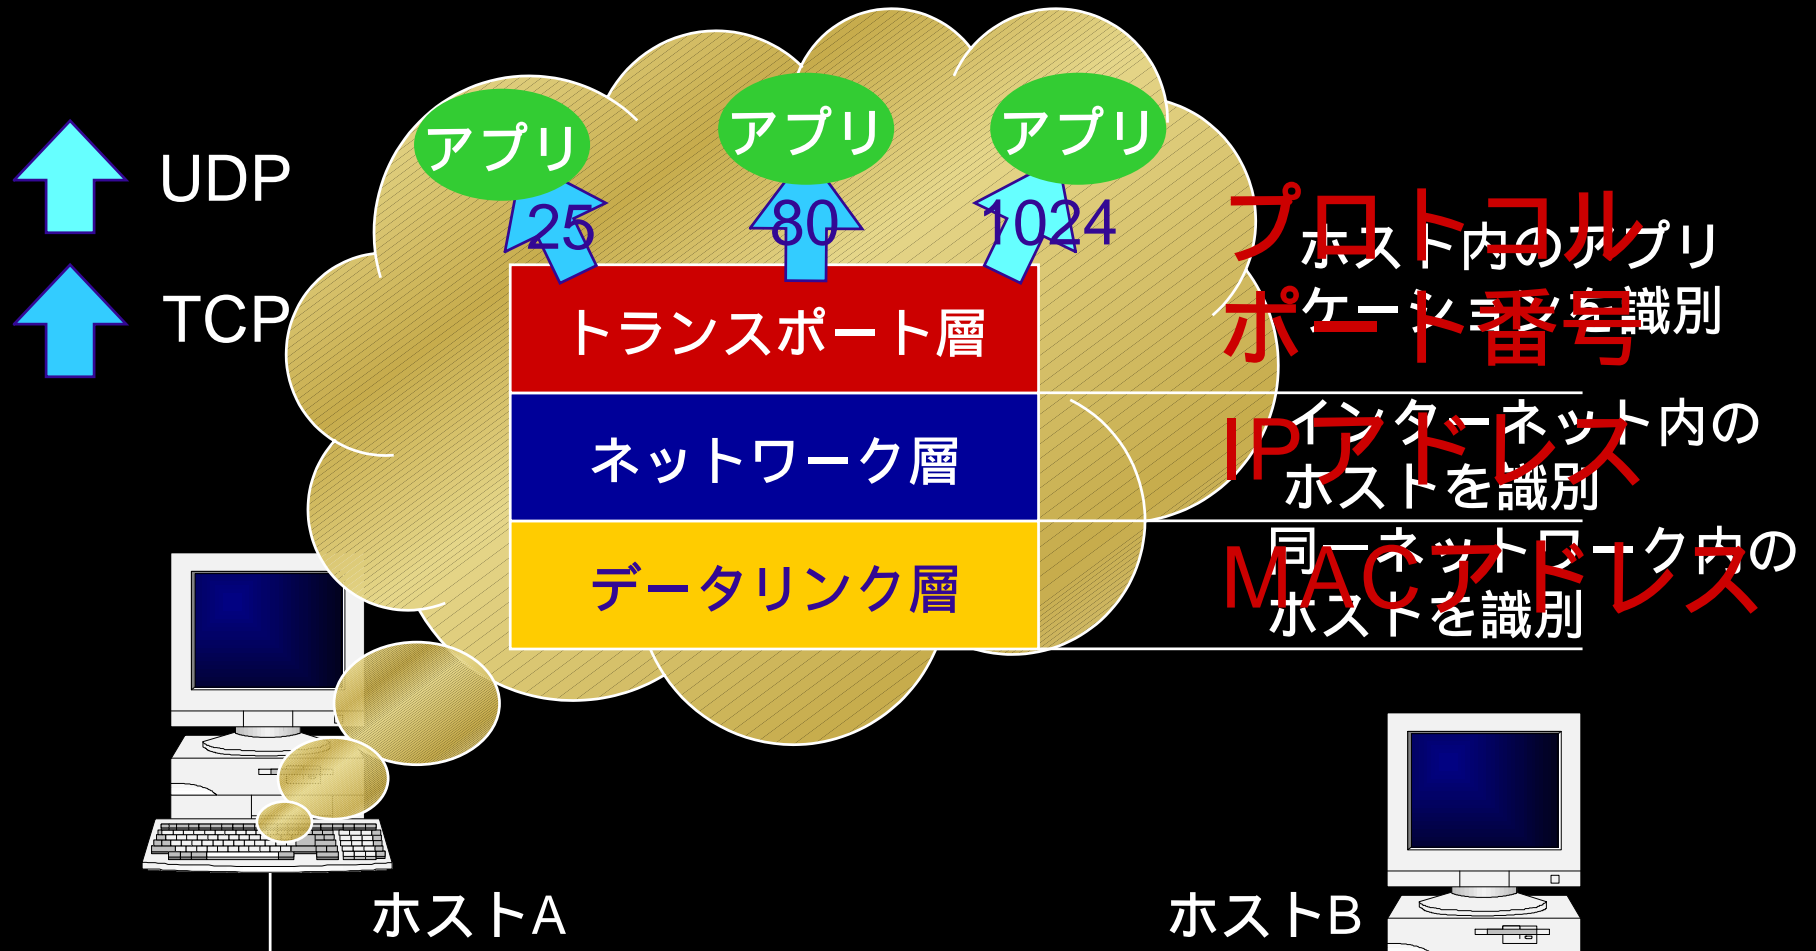 アプリ
アプリ
アプリ
UDP
25
80
1024
プロトコル
ホスト内のアプリ
ケーションを識別
ポート番号
TCP
トランスポート層
インターネット内の
ホストを識別
IPアドレス
ネットワーク層
同一ネットワーク内の
ホストを識別
MACアドレス
データリンク層
ホストA
ホストB